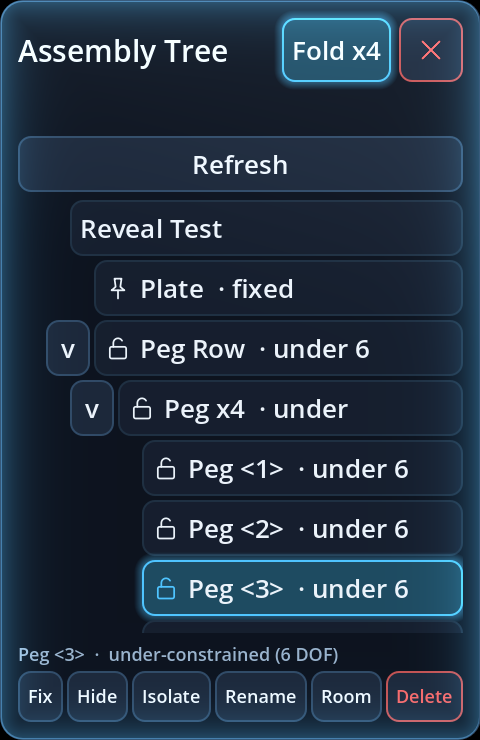 Assembly Tree
Fold x4
Refresh
Reveal Test
Plate · fixed
v Peg Row · under 6
v Peg x4 · under
Peg <1> · under 6
Peg <2> · under 6
Peg <3> · under 6
Peg <3> · under-constrained (6 DOF)
Fix Hide Isolate Rename Room Delete